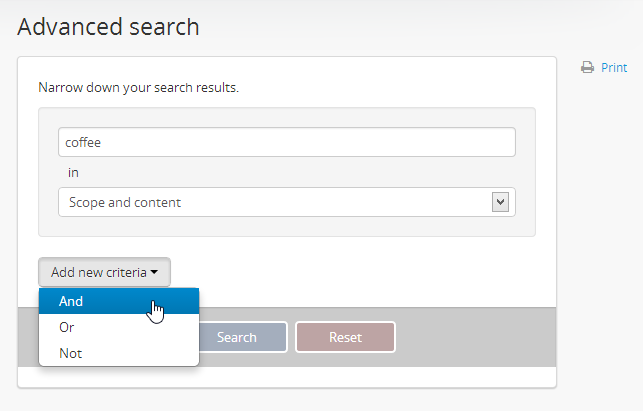 Advanced search
Print
Narrow down your search results.
coffee
in
Scope and content
Add new criteria
And
Or
Not
Search
Reset